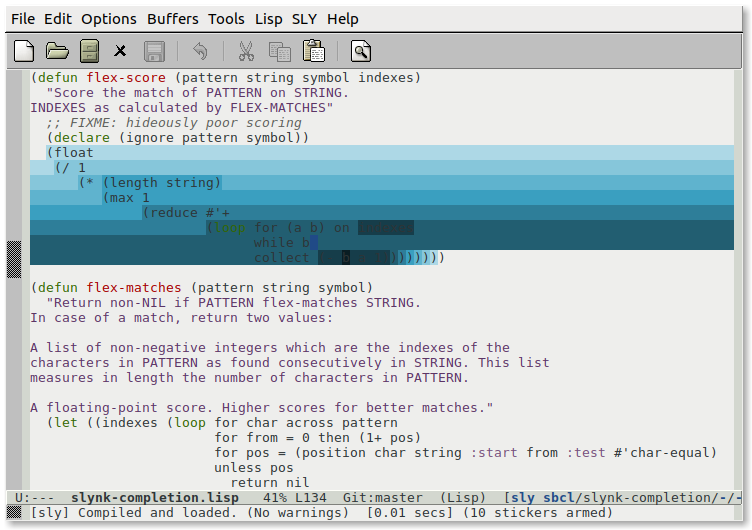 File Edit Options Buffers Tools Lisp SLY Help
(defun flex-score (pattern string symbol indexes)
  "Score the match of PATTERN on STRING.
INDEXES as calculated by FLEX-MATCHES"
  ;; FIXME: hideously poor scoring
  (declare (ignore pattern symbol))
  (float
   (/ 1
      (* (length string)
         (max 1
              (reduce #'+
                      (loop for (a b) on
                            while b
                            collect b )))))))

(defun flex-matches (pattern string symbol)
  "Return non-NIL if PATTERN flex-matches STRING.
In case of a match, return two values:

A list of non-negative integers which are the indexes of the
characters in PATTERN as found consecutively in STRING. This list
measures in length the number of characters in PATTERN.

A floating-point score. Higher scores for better matches."
  (let ((indexes (loop for char across pattern
                       for from = 0 then (1+ pos)
                       for pos = (position char string :start from :test #'char-equal)
                       unless pos
                         return nil
U:--- slynk-completion.lisp 41% L134 Git:master (Lisp) [sly sbcl/slynk-completion/-/-
[sly] Compiled and loaded. (No warnings) [0.01 secs] (10 stickers armed)